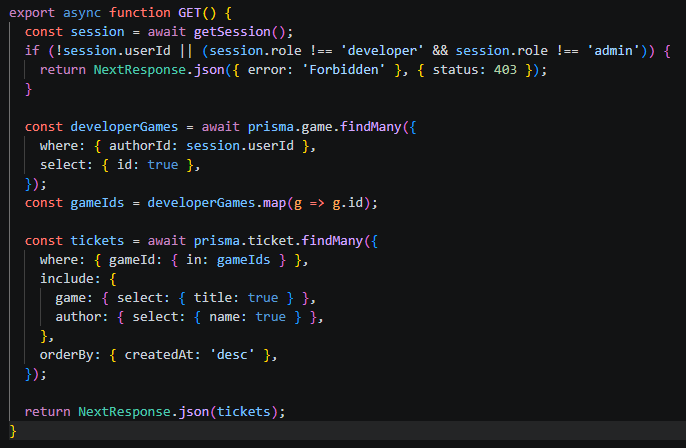 export async function GET() {
  const session = await getSession();
  if (!session.userId || (session.role !== 'developer' && session.role !== 'admin')) {
    return NextResponse.json({ error: 'Forbidden' }, { status: 403 });
  }

  const developerGames = await prisma.game.findMany({
    where: { authorId: session.userId },
    select: { id: true },
  });
  const gameIds = developerGames.map(g => g.id);

  const tickets = await prisma.ticket.findMany({
    where: { gameId: { in: gameIds } },
    include: {
      game: { select: { title: true } },
      author: { select: { name: true } },
    },
    orderBy: { createdAt: 'desc' },
  });

  return NextResponse.json(tickets);
}